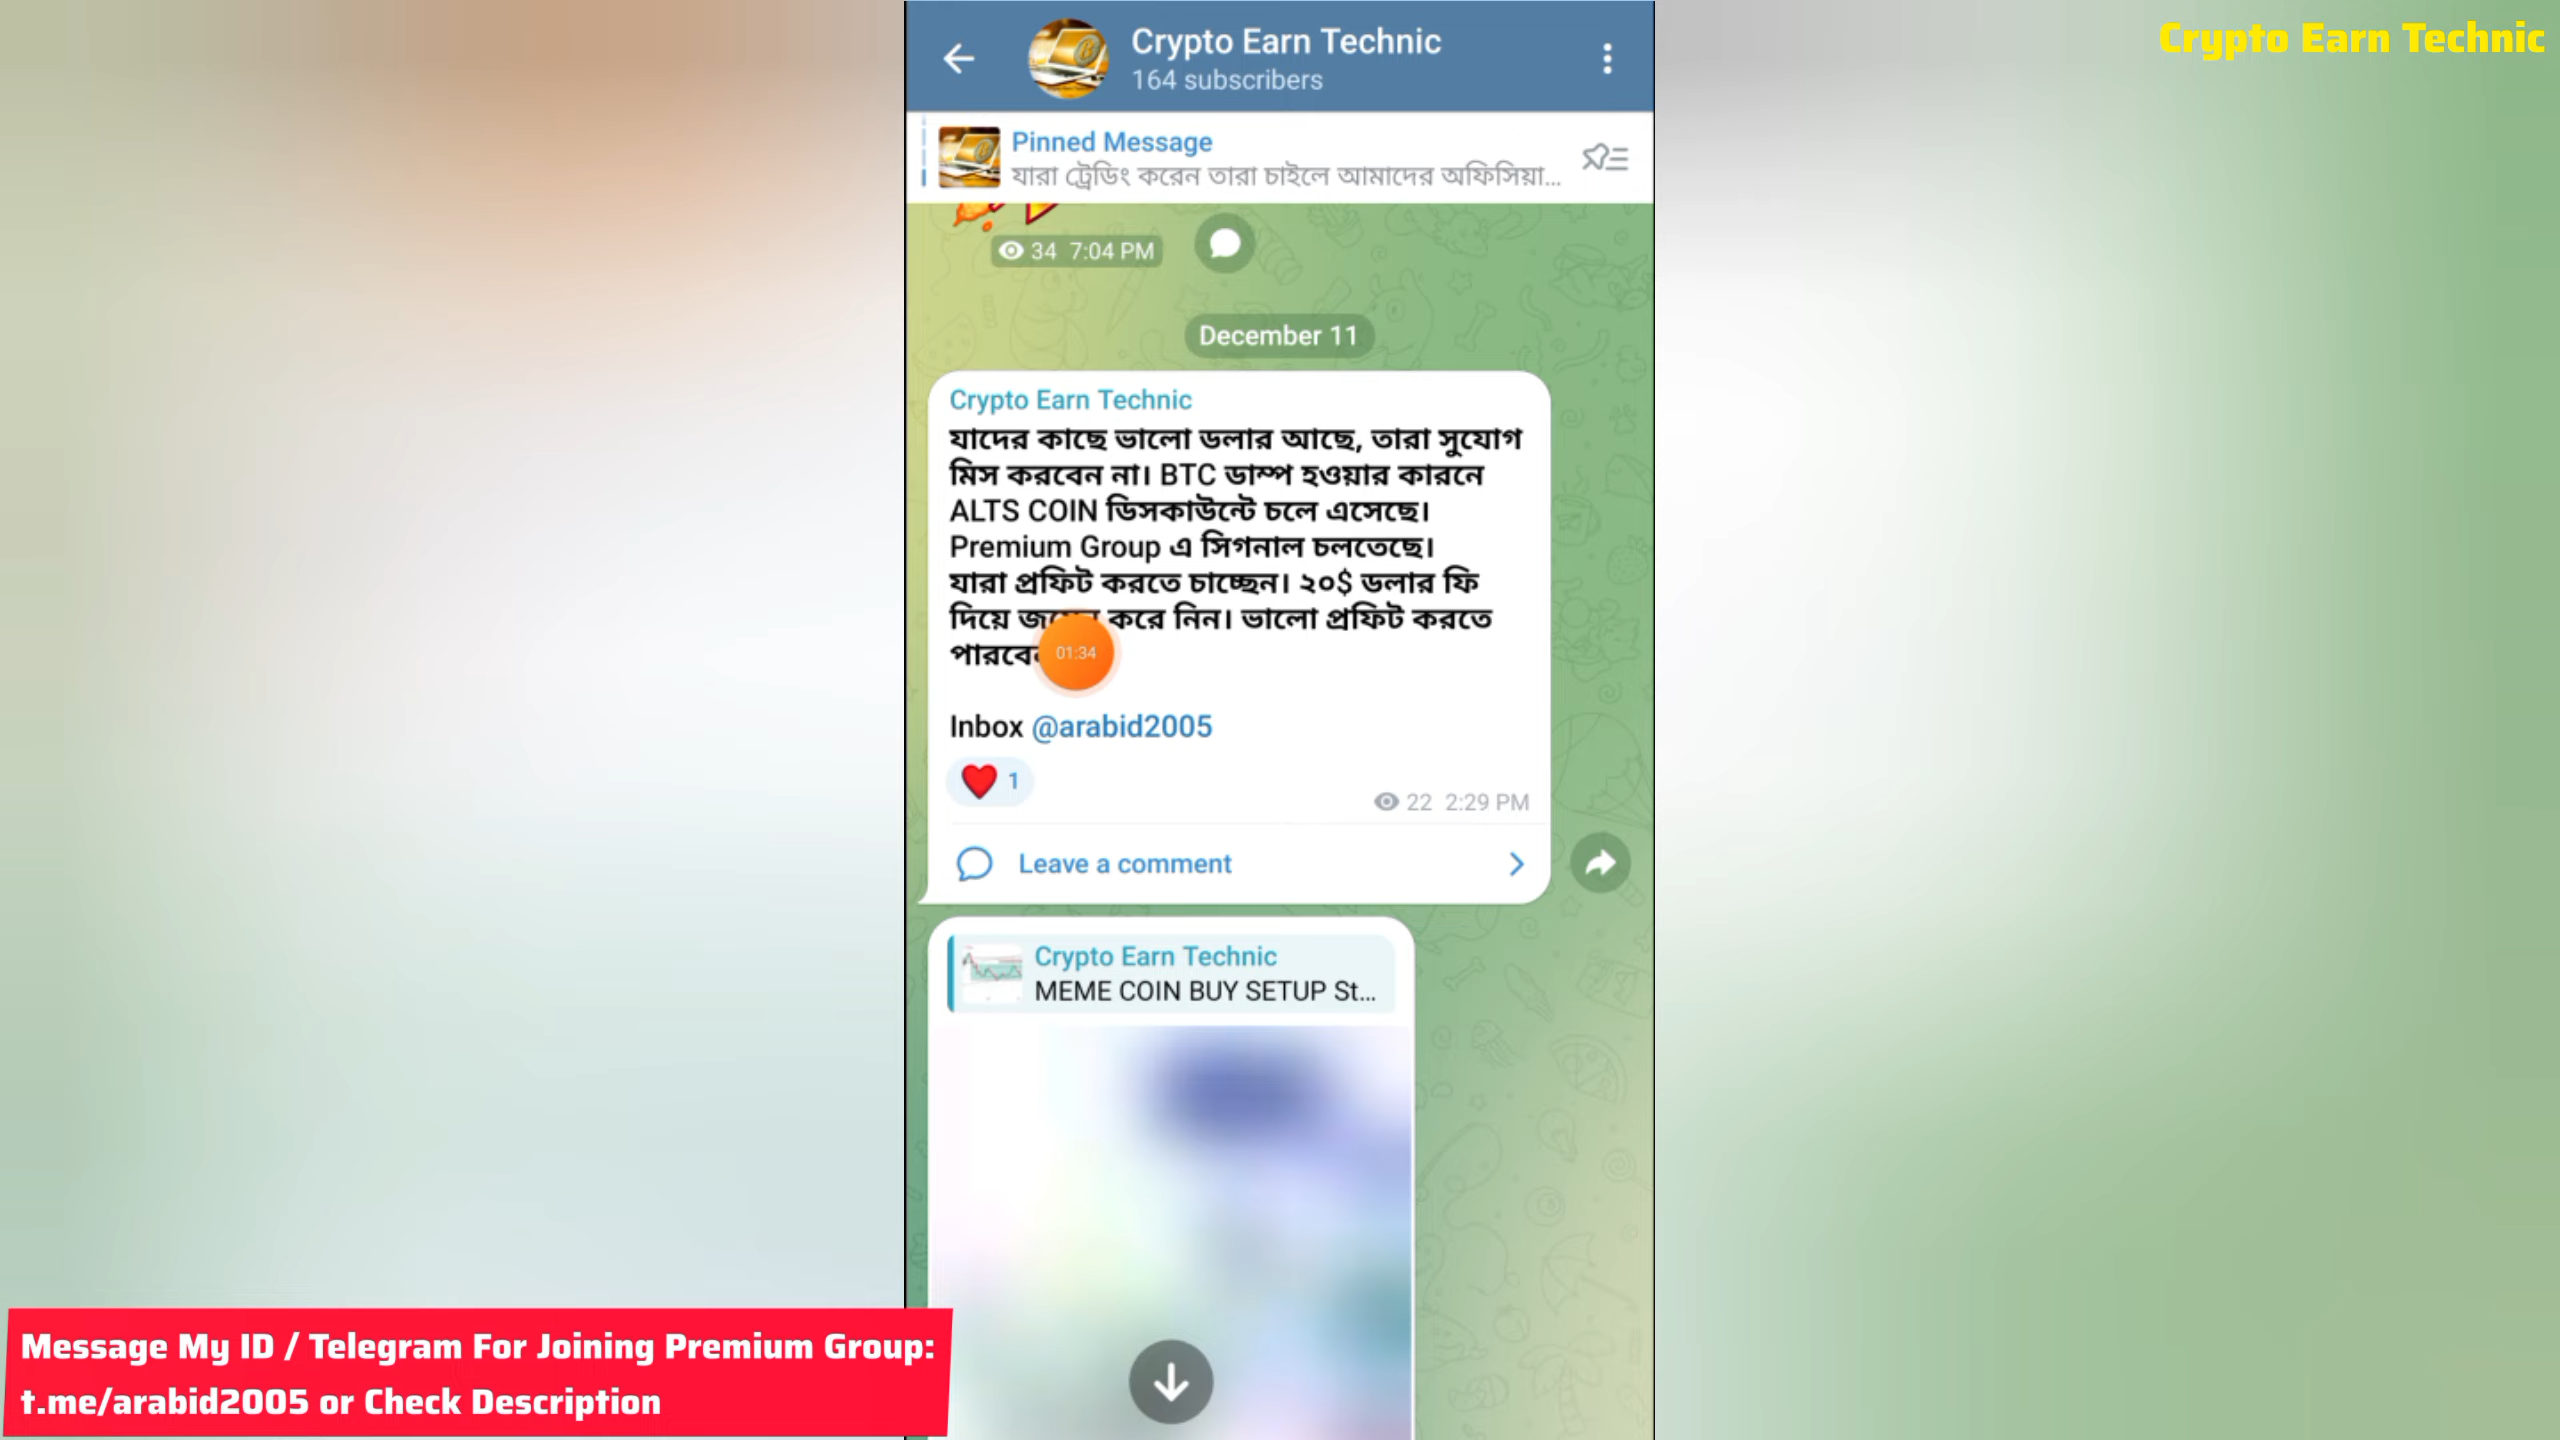 Crypto Earn Technic
Crypto Earn Technic
164 subscribers
Pinned Message
যারা ট্রেডিং করেন তারা চাইলে আমাদের অফিসিয়া...
34 7:04 PM
December 11
Crypto Earn Technic
যাদের কাছে ভালো ডলার আছে, তারা সুযোগ
মিস করবেন না। BTC ডাম্প হওয়ার কারনে
ALTS COIN ডিসকাউন্টে চলে এসেছে।
Premium Group এ সিগনাল চলতেছে।
যারা প্রফিট করতে চাচ্ছেন। ২০$ ডলার ফি
দিয়ে করে নিন। ভালো প্রফিট করতে
01:34
Inbox @arabid2005
1
22 2:29 PM
Leave a comment
Crypto Earn Technic
MEME COIN BUY SETUP St...
Message My ID / Telegram For Joining Premium Group:
t.me/arabid2005 or Check Description